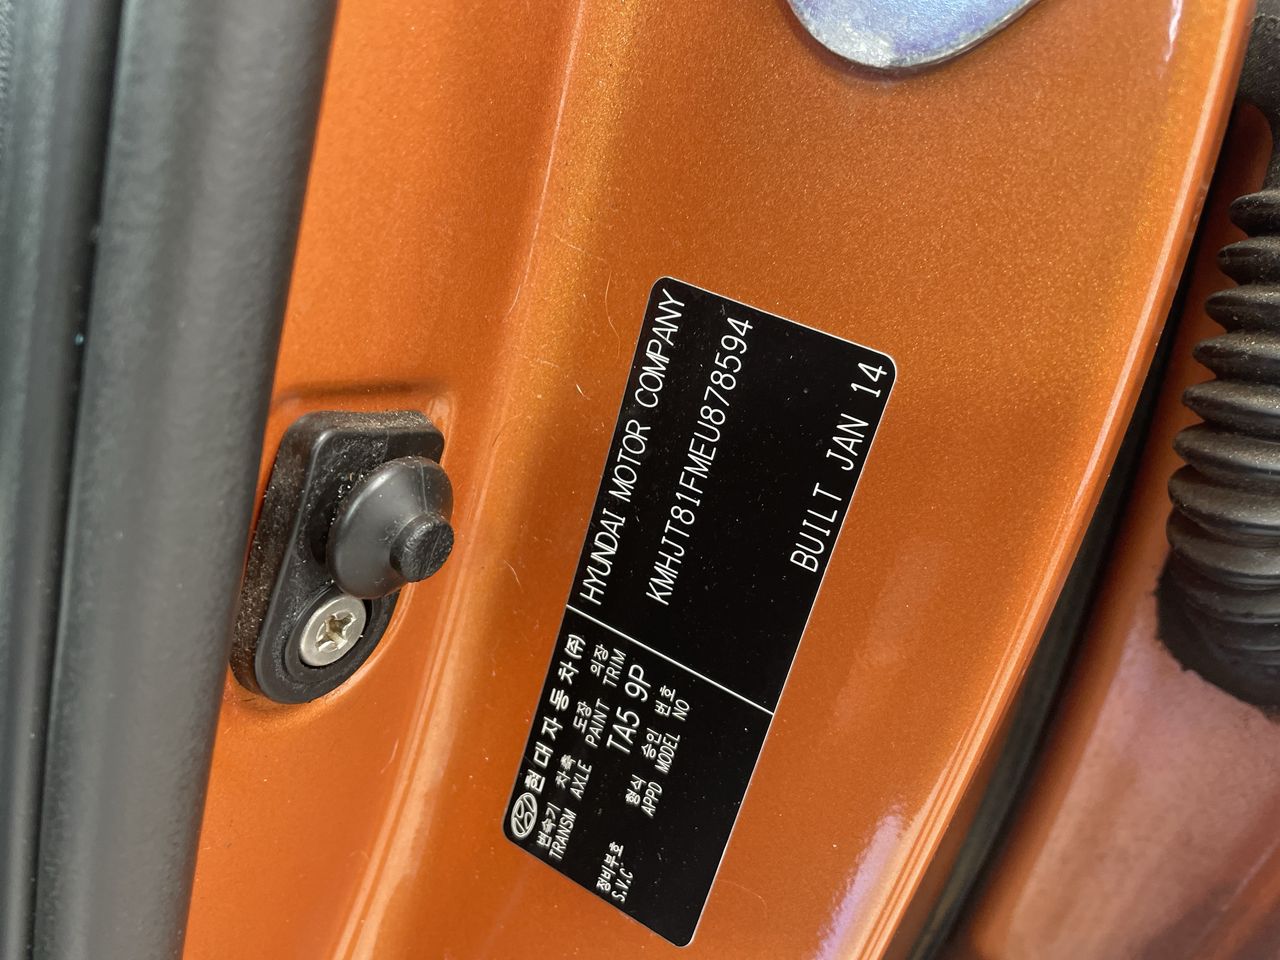 현대자동차(주)
HYUNDAI MOTOR COMPANY
변속기 차축 도장 의장
TRANSM AXLE PAINT TRIM
TA5 9P
KMHJT81FMEU878594
형식 승인 번호
APPD MODEL NO
정비부호
S.V.C
BUILT JAN 14